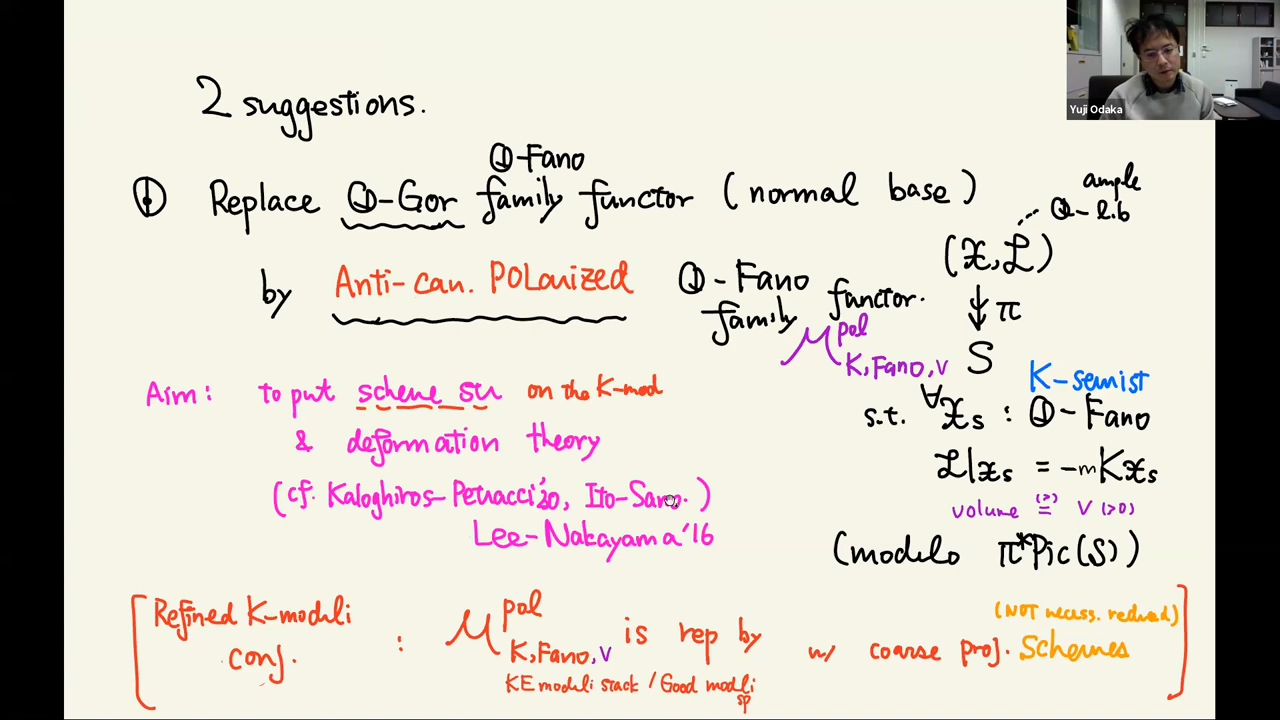 2 suggestions.
Yuji Odaka
① Replace Q-Gor Q-Fano family functor (normal base)
ample
Q-l.b
by Anti-can. Polarized Q-Fano family functor.
(𝒳, ℒ)
↓ π
S
M^pol_K,Fano,V
Aim: to put scheme str on the K-mod
& deformation theory
(cf. Kaloghiros-Petracci'20, Ito-Sano.)
Lee-Nakayama '16
K-semist
s.t. ∀𝒳s : Q-Fano
ℒ|𝒳s = -mK𝒳s
volume (≥) = V (>0)
(modulo π*Pic(S))
[Refined K-moduli conj. : M^pol_K,Fano,V is rep by w/ coarse proj. Schemes]
(NOT necess. reduced)
KE moduli stack / Good moduli sp